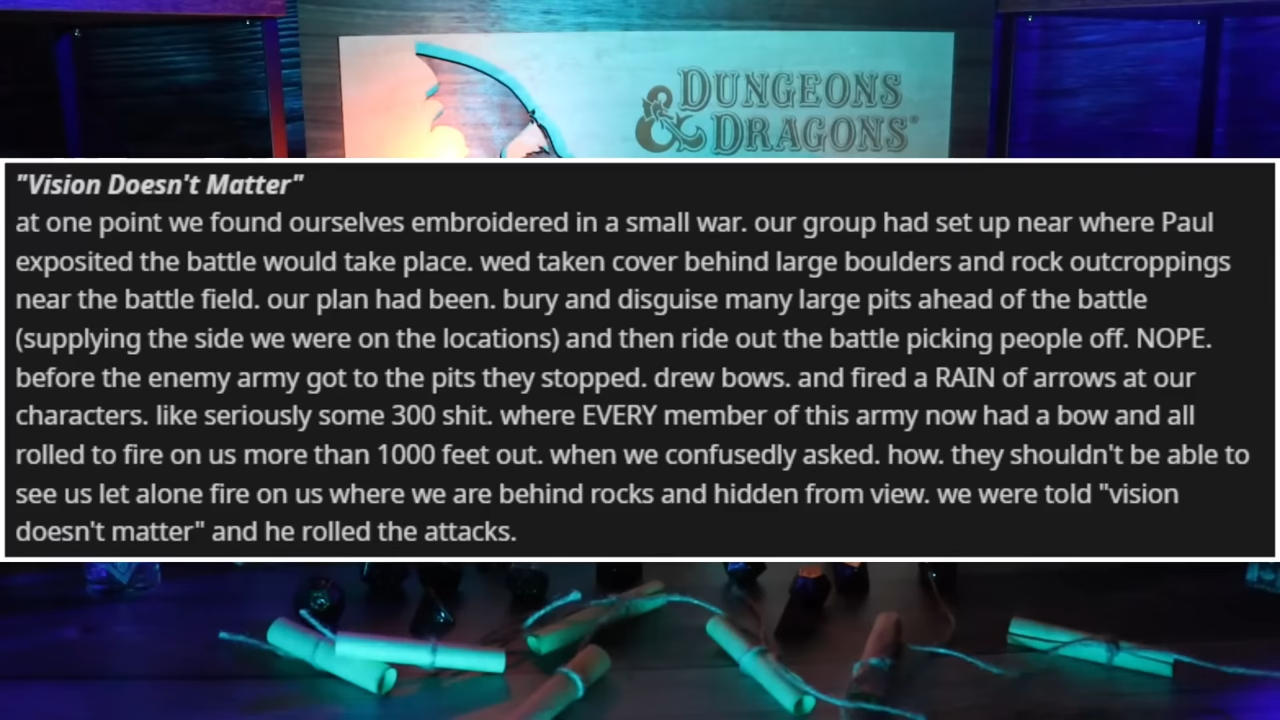 DUNGEONS
& DRAGONS®
"Vision Doesn't Matter"
at one point we found ourselves embroidered in a small war. our group had set up near where Paul
exposited the battle would take place. wed taken cover behind large boulders and rock outcroppings
near the battle field. our plan had been. bury and disguise many large pits ahead of the battle
(supplying the side we were on the locations) and then ride out the battle picking people off. NOPE.
before the enemy army got to the pits they stopped. drew bows. and fired a RAIN of arrows at our
characters. like seriously some 300 shit. where EVERY member of this army now had a bow and all
rolled to fire on us more than 1000 feet out. when we confusedly asked. how. they shouldn't be able to
see us let alone fire on us where we are behind rocks and hidden from view. we were told "vision
doesn't matter" and he rolled the attacks.